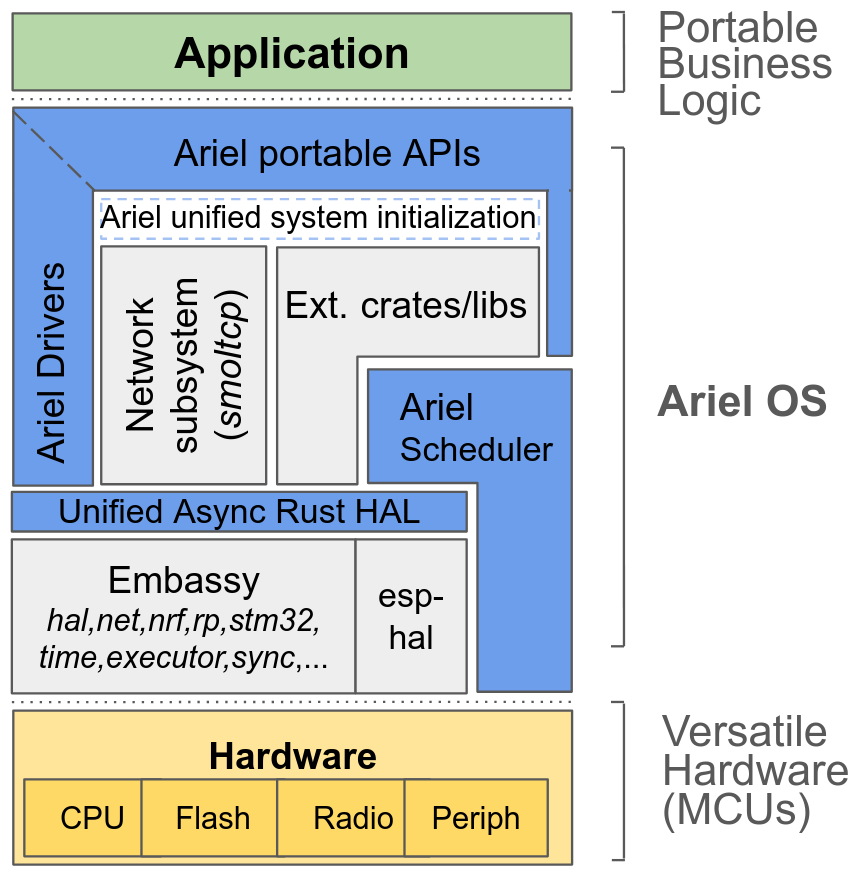 Application
Portable
Business
Logic
Ariel portable APIs
Ariel unified system initialization
Ariel Drivers
Network
subsystem
(smoltcp)
Ext. crates/libs
Ariel
Scheduler
Ariel OS
Unified Async Rust HAL
Embassy
hal,net,nrf,rp,stm32,
time,executor,sync,...
esp-
hal
Hardware
CPU
Flash
Radio
Periph
Versatile
Hardware
(MCUs)